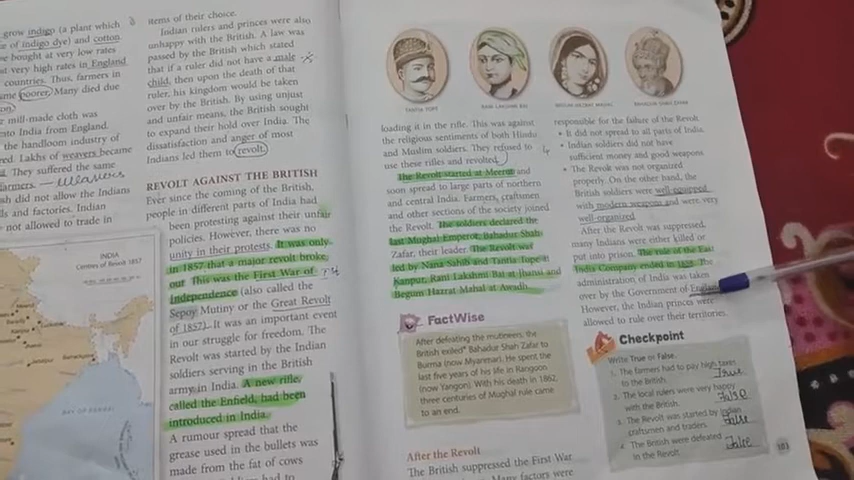 grow indigo (a plant which
of indigo dye) and cotton.
bought at very low rates
at very high rates in England
countries. Thus, farmers in
poorer. Many died due
mill-made cloth was
into India from England.
the handloom industry of
Lakhs of weavers became
They suffered the same
farmers — weavers
did not allow the Indians
and factories. Indian
not allowed to trade in
items of their choice.
Indian rulers and princes were also
unhappy with the British. A law was
passed by the British which stated
that if a ruler did not have a male
child, then upon the death of that
ruler, his kingdom would be taken
over by the British. By using unjust
and unfair means, the British sought
to expand their hold over India. The
dissatisfaction and anger of most
Indians led them to revolt.
REVOLT AGAINST THE BRITISH
Ever since the coming of the British,
people in different parts of India had
been protesting against their unfair
policies. However, there was no
unity in their protests. It was only
in 1857 that a major revolt broke
out. This was the First War of
Independence (also called the
Sepoy Mutiny or the Great Revolt
of 1857). It was an important event
in our struggle for freedom. The
Revolt was started by the Indian
soldiers serving in the British
army in India. A new rifle,
called the Enfield, had been
introduced in India.
A rumour spread that the
grease used in the bullets was
made from the fat of cows
had to
INDIA
Centres of Revolt 1857
BAY OF BENGAL
TANTIA TOPE
RANI LAKSHMI BAI
BEGUM HAZRAT MAHAL
BAHADUR SHAH ZAFAR
loading it in the rifle. This was against
the religious sentiments of both Hindu
and Muslim soldiers. They refused to
use these rifles and revolted.
The Revolt started at Meerut and
soon spread to large parts of northern
and central India. Farmers, craftsmen
and other sections of the society joined
the Revolt. The soldiers declared the
last Mughal Emperor, Bahadur Shah
Zafar, their leader. The Revolt was
led by Nana Sahib and Tantia Tope at
Kanpur, Rani Lakshmi Bai at Jhansi and
Begum Hazrat Mahal at Awadh.
FactWise
After defeating the mutineers, the
British exiled* Bahadur Shah Zafar to
Burma (now Myanmar). He spent the
last five years of his life in Rangoon
(now Yangon). With his death in 1862,
three centuries of Mughal rule came
to an end.
After the Revolt
The British suppressed the First War
Many factors were
responsible for the failure of the Revolt.
• It did not spread to all parts of India.
• Indian soldiers did not have
sufficient money and good weapons
• The Revolt was not organized
properly. On the other hand, the
British soldiers were well-equipped
with modern weapons and were very
well-organized
After the Revolt was suppressed,
many Indians were either killed or
put into prison. The rule of the East
India Company ended in 1858. The
administration of India was taken
over by the Government of England.
However, the Indian princes were
allowed to rule over their territories.
Checkpoint
Write True or False.
1. The farmers had to pay high taxes
to the British. True
2. The local rulers were very happy
with the British. False
3. The Revolt was started by Indian
craftsmen and traders. False
4. The British were defeated
in the Revolt. False
103